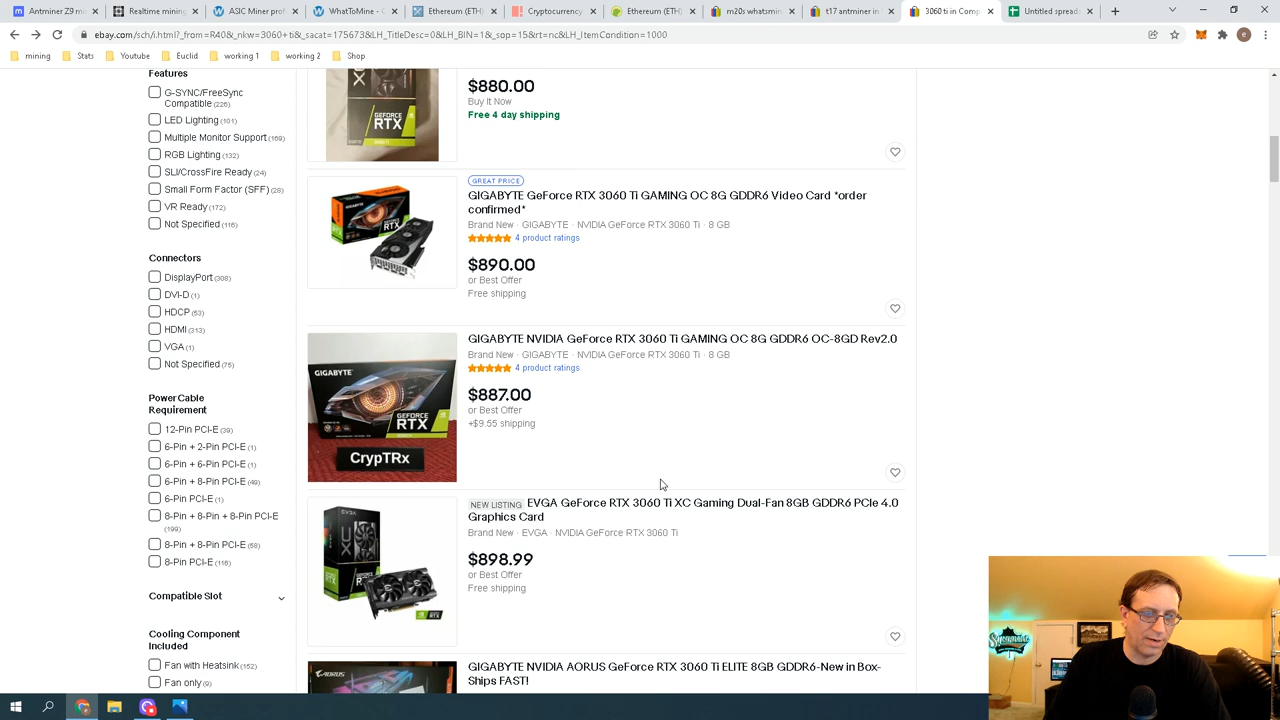 Antminer Z9 mi
Realtime mining
ASIC Miner prof
WhatToMine - C
Ethereum (ETH)
Cryptocurrency
Ethereum (ETH)
m20s whatsmin
t17 antminer in
3060 ti in Comp
Untitled spread
ebay.com/sch/i.html?_from=R40&_nkw=3060+ti&_sacat=175673&LH_TitleDesc=0&LH_BIN=1&_sop=15&rt=nc&LH_ItemCondition=1000
mining
Stats
Youtube
Euclid
working 1
working 2
Shop
Features
G-SYNC/FreeSync
Compatible (226)
LED Lighting (101)
Multiple Monitor Support (169)
RGB Lighting (132)
SLI/CrossFire Ready (24)
Small Form Factor (SFF) (28)
VR Ready (172)
Not Specified (116)
Connectors
DisplayPort (308)
DVI-D (1)
HDCP (53)
HDMI (313)
VGA (1)
Not Specified (75)
Power Cable
Requirement
12-Pin PCI-E (39)
6-Pin + 2-Pin PCI-E (1)
6-Pin + 6-Pin PCI-E (1)
6-Pin + 8-Pin PCI-E (49)
6-Pin PCI-E (1)
8-Pin + 8-Pin + 8-Pin PCI-E
(199)
8-Pin + 8-Pin PCI-E (58)
8-Pin PCI-E (116)
Compatible Slot
Cooling Component
Included
Fan with Heatsink (152)
Fan only (9)
GEFORCE
RTX
$880.00
Buy It Now
Free 4 day shipping
GREAT PRICE
GIGABYTE GeForce RTX 3060 Ti GAMING OC 8G GDDR6 Video Card *order
confirmed*
Brand New · GIGABYTE · NVIDIA GeForce RTX 3060 Ti · 8 GB
4 product ratings
$890.00
or Best Offer
Free shipping
GIGABYTE
GEFORCE
RTX
CrypTRx
GIGABYTE NVIDIA GeForce RTX 3060 Ti GAMING OC 8G GDDR6 OC-8GD Rev2.0
Brand New · GIGABYTE · NVIDIA GeForce RTX 3060 Ti · 8 GB
4 product ratings
$887.00
or Best Offer
+$9.55 shipping
EVGA
NEW LISTING EVGA GeForce RTX 3060 Ti XC Gaming Dual-Fan 8GB GDDR6 PCIe 4.0
Graphics Card
Brand New · EVGA · NVIDIA GeForce RTX 3060 Ti
$898.99
or Best Offer
Free shipping
AORUS
GIGABYTE NVIDIA AORUS GeForce RTX 3060 Ti ELITE 8GB GDDR6-New in Box-
Ships FAST!